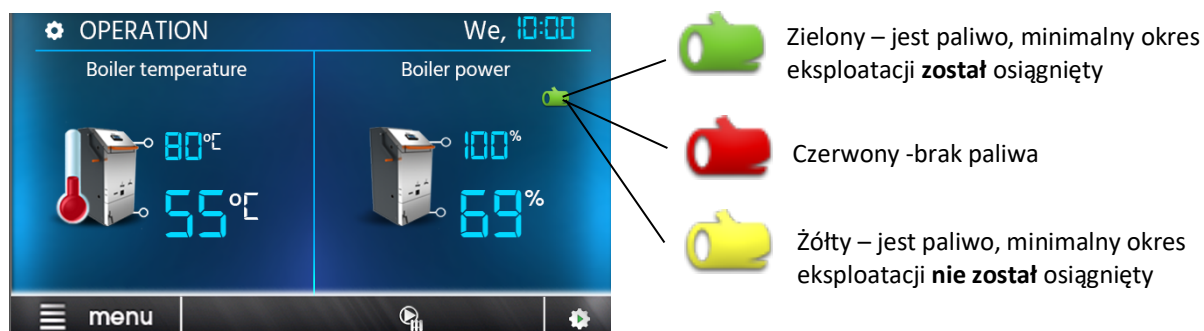 OPERATION
We, 10:00
Boiler temperature
Boiler power
80°C
100%
55°C
69%
menu
Zielony – jest paliwo, minimalny okres
eksploatacji został osiągnięty
Czerwony -brak paliwa
Żółty – jest paliwo, minimalny okres
eksploatacji nie został osiągnięty